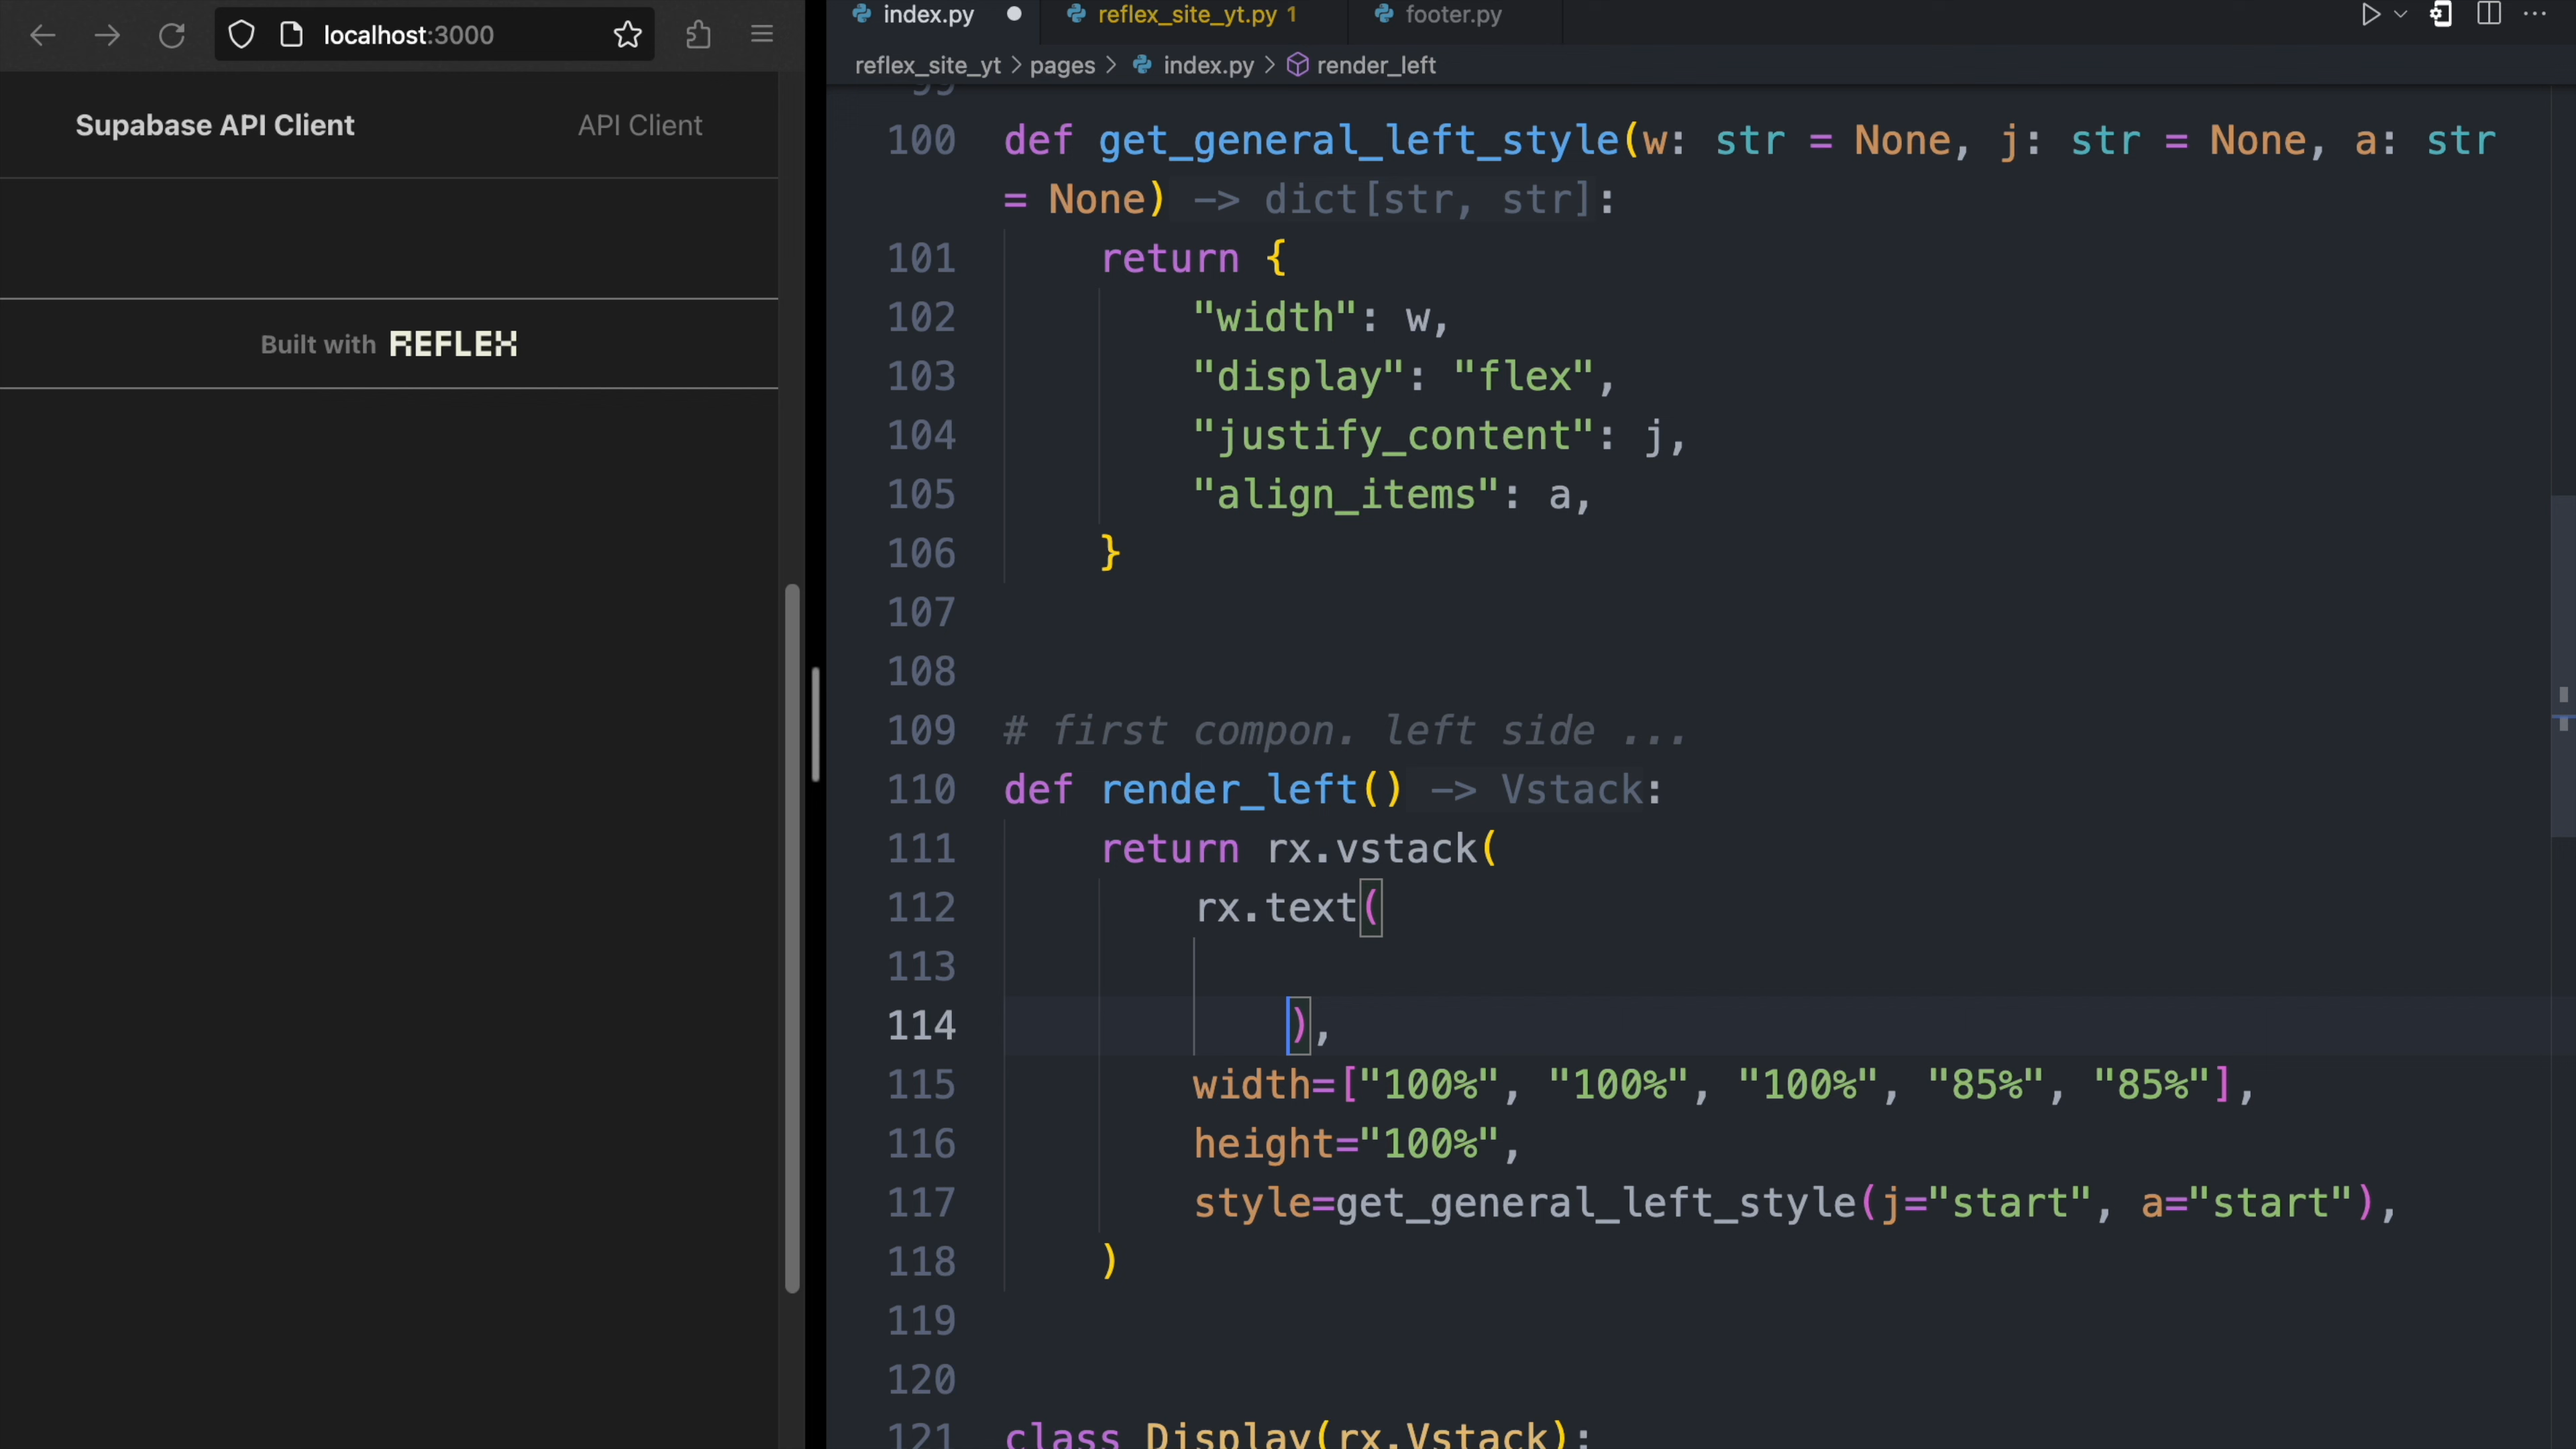 localhost:3000
Supabase API Client
API Client
Built with REFLEX
index.py
reflex_site_yt.py 1
footer.py
reflex_site_yt > pages > index.py > render_left
99
100 def get_general_left_style(w: str = None, j: str = None, a: str
= None) -> dict[str, str]:
101 return {
102 "width": w,
103 "display": "flex",
104 "justify_content": j,
105 "align_items": a,
106 }
107
108
109 # first compon. left side ...
110 def render_left() -> Vstack:
111 return rx.vstack(
112 rx.text(
113
114 ),
115 width=["100%", "100%", "100%", "85%", "85%"],
116 height="100%",
117 style=get_general_left_style(j="start", a="start"),
118 )
119
120
121 class Display(rx.Vstack):